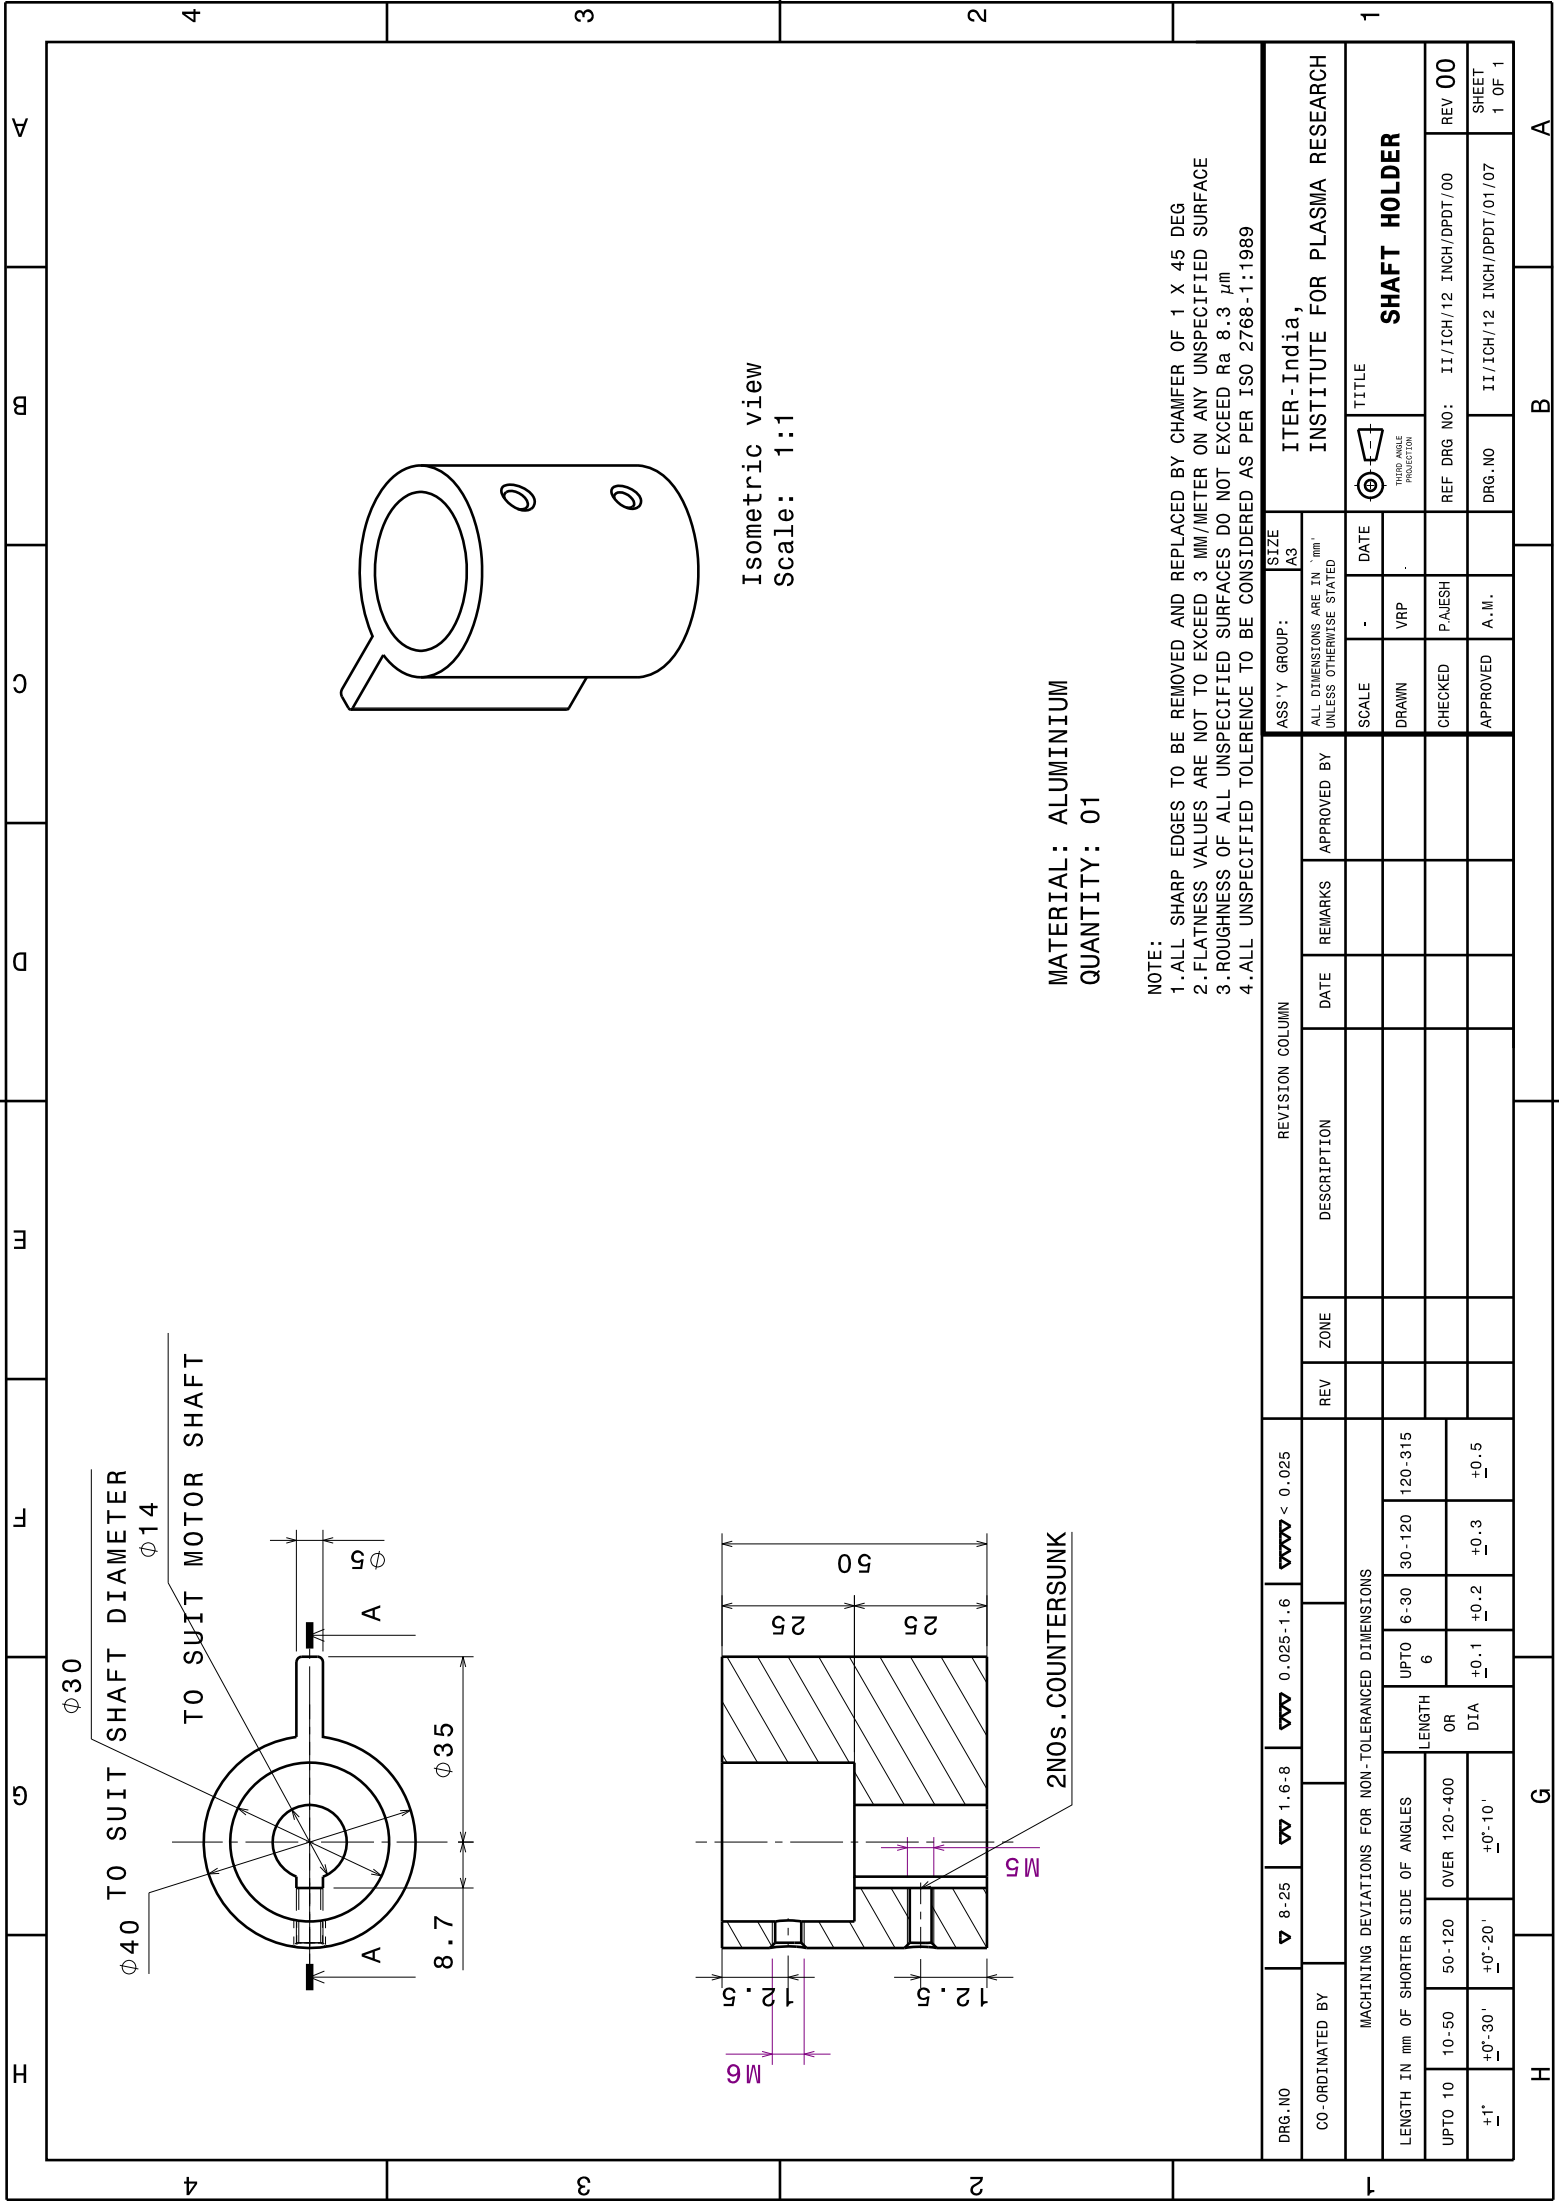 H
G
F
E
D
C
B
A
4
3
2
1
4
3
2
1
H
G
B
A
Φ30
TO SUIT SHAFT DIAMETER
Φ14
TO SUIT MOTOR SHAFT
Φ40
Φ5
A
A
8.7
Φ35
M6
12.5
12.5
M5
25
25
50
2NOs.COUNTERSUNK
Isometric view
Scale: 1:1
MATERIAL: ALUMINIUM
QUANTITY: 01
NOTE:
1.ALL SHARP EDGES TO BE REMOVED AND REPLACED BY CHAMFER OF 1 X 45 DEG
2.FLATNESS VALUES ARE NOT TO EXCEED 3 MM/METER ON ANY UNSPECIFIED SURFACE
3.ROUGHNESS OF ALL UNSPECIFIED SURFACES DO NOT EXCEED Ra 8.3 μm
4.ALL UNSPECIFIED TOLERENCE TO BE CONSIDERED AS PER ISO 2768-1:1989
DRG.NO ▽ 8-25 ▽▽ 1.6-8 ▽▽▽ 0.025-1.6 ▽▽▽▽ < 0.025
CO-ORDINATED BY
MACHINING DEVIATIONS FOR NON-TOLERANCED DIMENSIONS
LENGTH IN mm OF SHORTER SIDE OF ANGLES
LENGTH
OR
DIA
UPTO 6 6-30 30-120 120-315
UPTO 10 10-50 50-120 OVER 120-400
±1° ±0°-30' ±0°-20' ±0°-10' ±0.1 ±0.2 ±0.3 ±0.5
REVISION COLUMN
REV ZONE DESCRIPTION DATE REMARKS APPROVED BY
ASS'Y GROUP:
SIZE
A3
ALL DIMENSIONS ARE IN `mm'
UNLESS OTHERWISE STATED
SCALE - DATE
DRAWN VRP .
CHECKED P.AJESH
APPROVED A.M.
ITER-India,
INSTITUTE FOR PLASMA RESEARCH
THIRD ANGLE
PROJECTION
TITLE
SHAFT HOLDER
REF DRG NO: II/ICH/12 INCH/DPDT/00 REV 00
DRG.NO II/ICH/12 INCH/DPDT/01/07
SHEET
1 OF 1